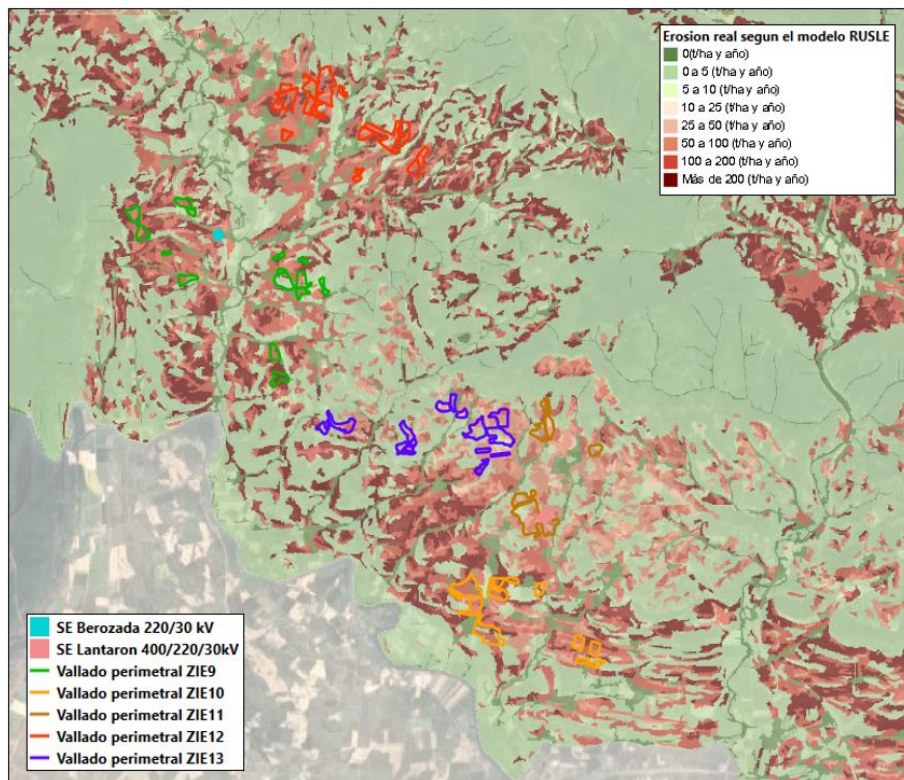 Erosion real segun el modelo RUSLE
0(t/ha y año)
0 a 5 (t/ha y año)
5 a 10 (t/ha y año)
10 a 25 (t/ha y año)
25 a 50 (t/ha y año)
50 a 100 (t/ha y año)
100 a 200 (t/ha y año)
Más de 200 (t/ha y año)
SE Berozada 220/30 kV
SE Lantaron 400/220/30kV
Vallado perimetral ZIE9
Vallado perimetral ZIE10
Vallado perimetral ZIE11
Vallado perimetral ZIE12
Vallado perimetral ZIE13